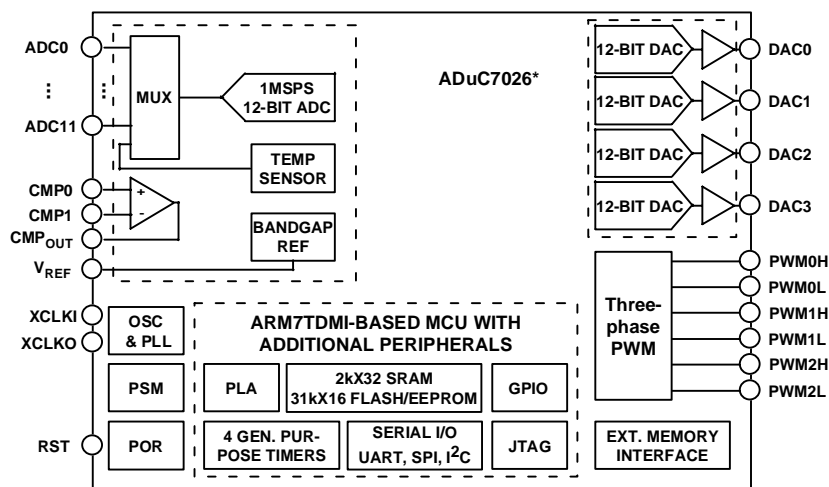 ADuC7026*
ADC0
...
...
ADC11
CMP0
CMP1
CMPOUT
VREF
XCLKI
XCLKO
RST
MUX
1MSPS
12-BIT ADC
TEMP
SENSOR
+
-
BANDGAP
REF
12-BIT DAC
DAC0
12-BIT DAC
DAC1
12-BIT DAC
DAC2
12-BIT DAC
DAC3
Three-
phase
PWM
PWM0H
PWM0L
PWM1H
PWM1L
PWM2H
PWM2L
OSC
& PLL
PSM
POR
ARM7TDMI-BASED MCU WITH
ADDITIONAL PERIPHERALS
PLA
2kX32 SRAM
31kX16 FLASH/EEPROM
GPIO
4 GEN. PUR-
POSE TIMERS
SERIAL I/O
UART, SPI, I²C
JTAG
EXT. MEMORY
INTERFACE